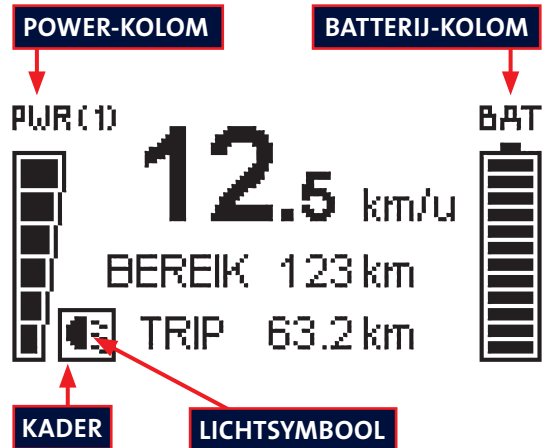 POWER-KOLOM BATTERIJ-KOLOM
PWR(1) BAT
12.5 km/u
BEREIK 123 km
TRIP 63.2 km
KADER LICHTSYMBOOL